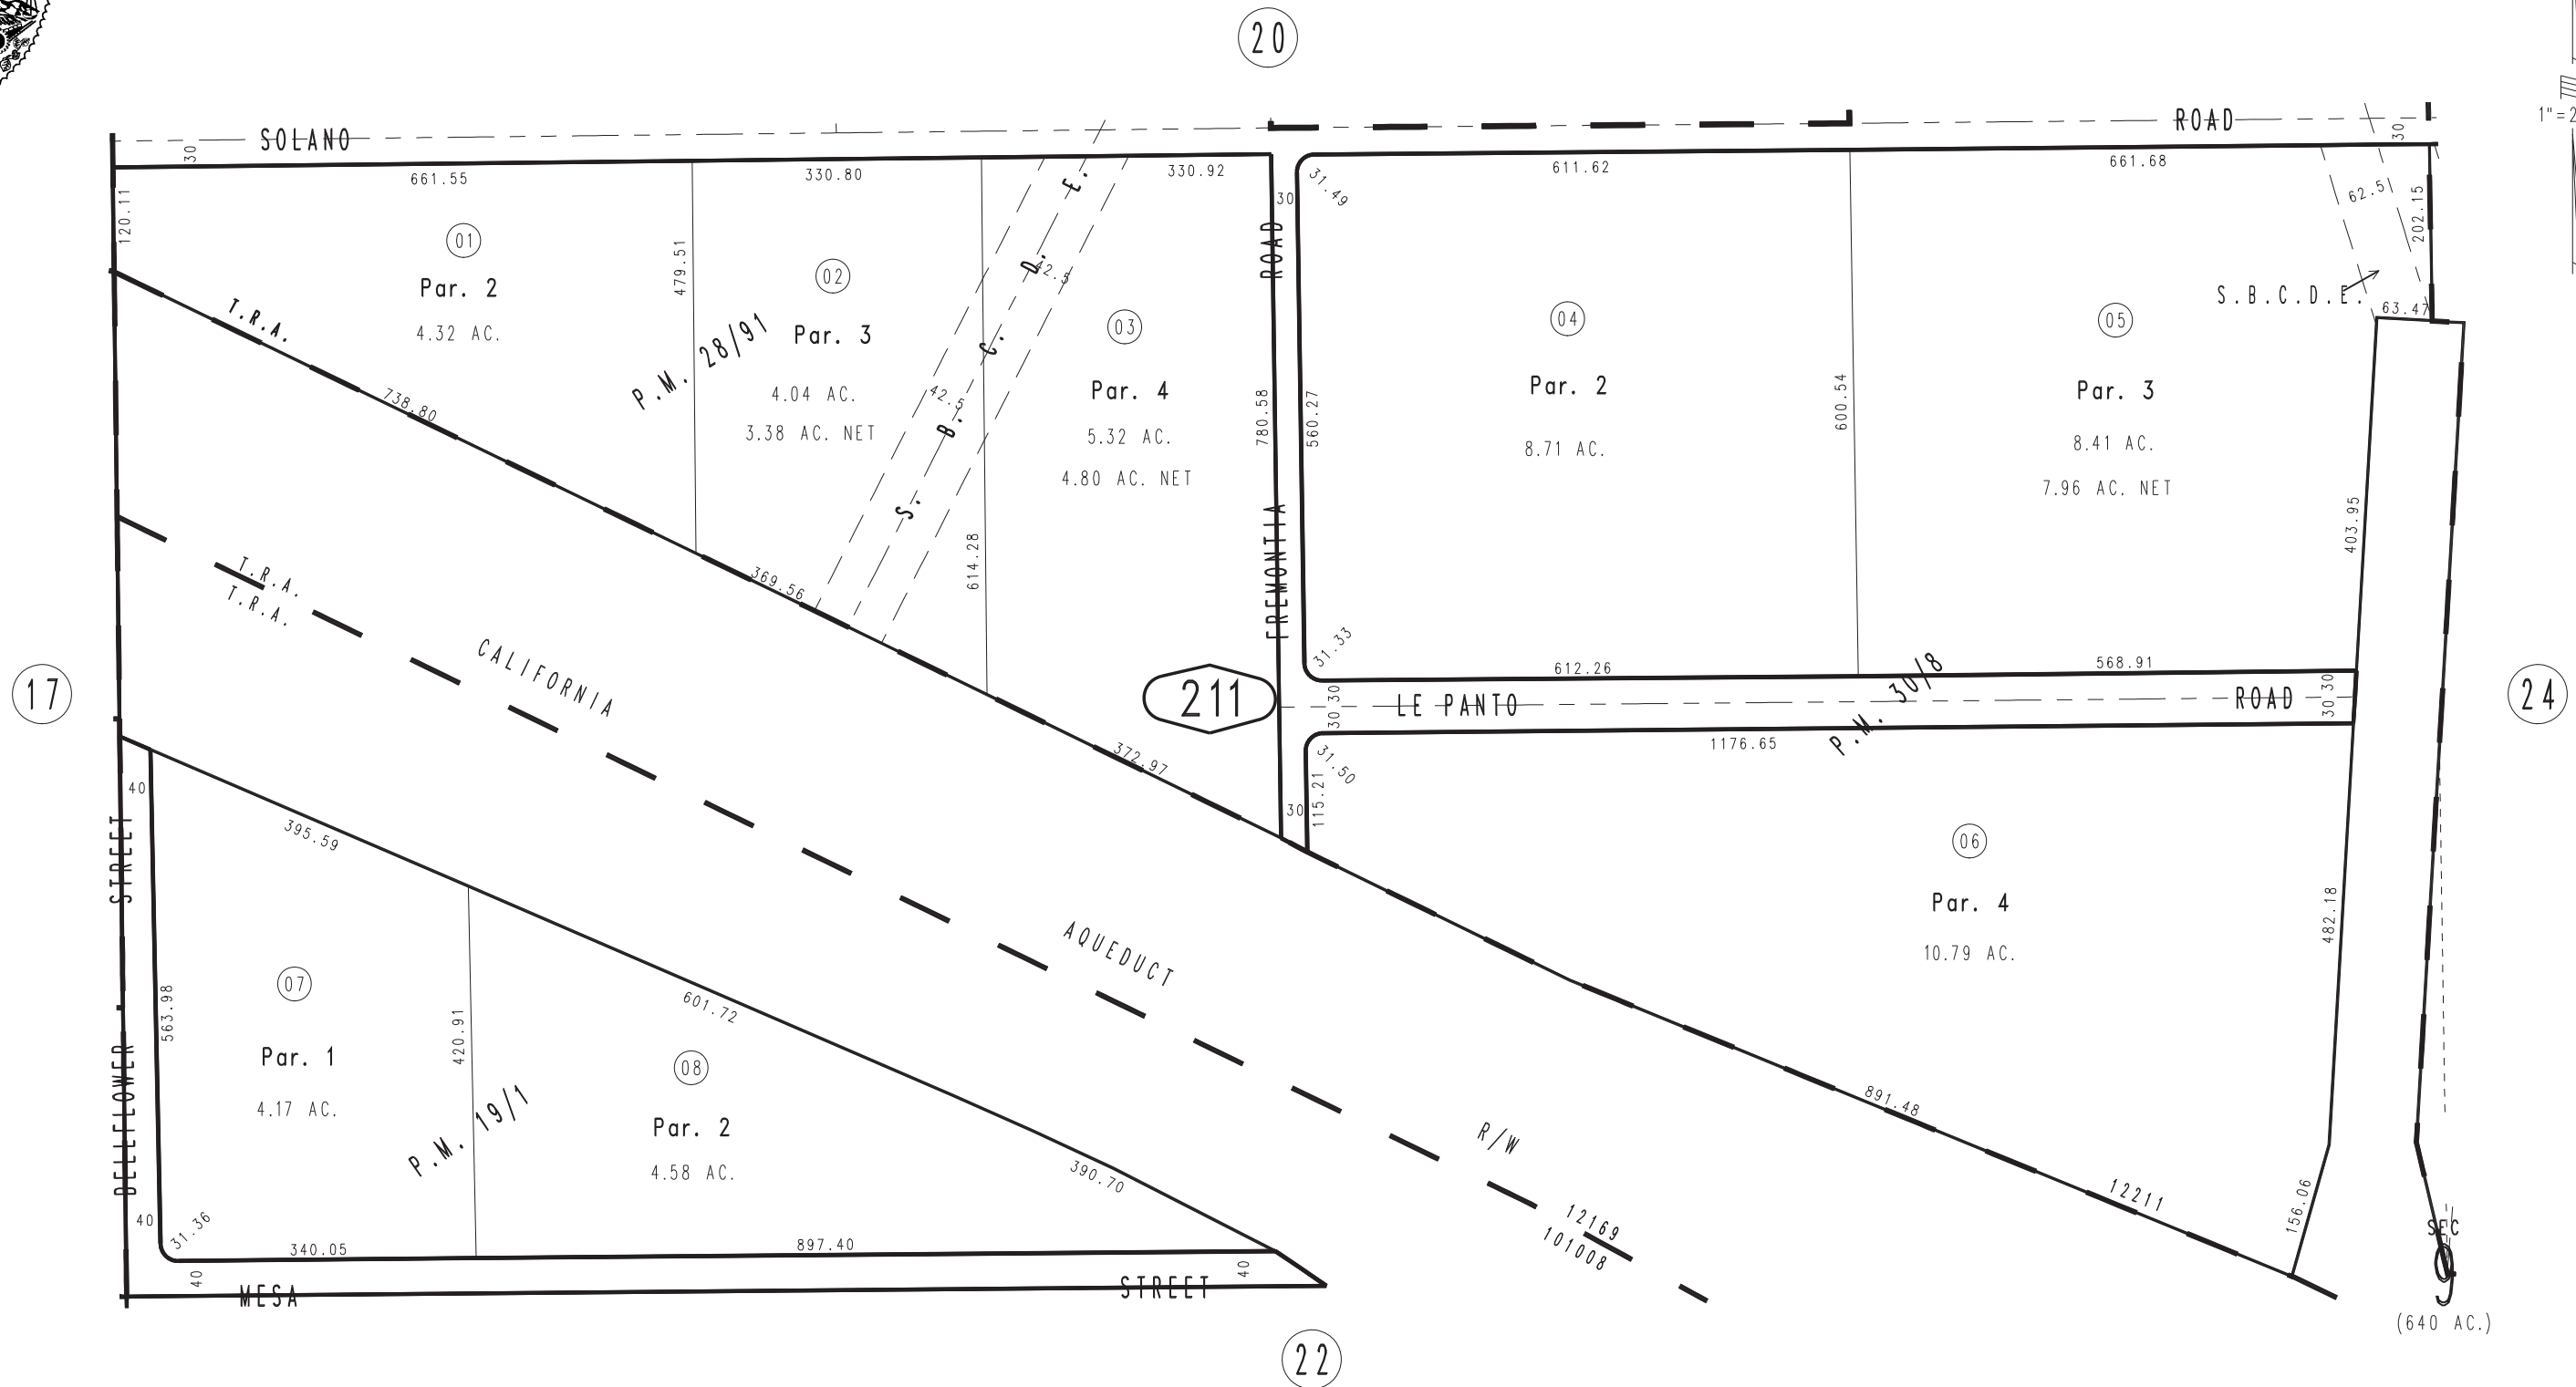 20
SOLANO
ROAD
1"=2
30
30
661.55
330.80
330.92
611.62
661.68
31.49
30
62.5
202.15
120.11
01
Par. 2
4.32 AC.
479.51
02
Par. 3
4.04 AC.
3.38 AC. NET
S. B. C. D. E.
42.5
42.5
03
Par. 4
5.32 AC.
4.80 AC. NET
614.28
780.58
FREMONTIA
ROAD
560.27
04
Par. 2
8.71 AC.
600.54
05
Par. 3
8.41 AC.
7.96 AC. NET
S.B.C.D.E.
63.47
403.95
T.R.A.
738.80
P.M. 28/91
369.56
372.97
T.R.A.
T.R.A.
CALIFORNIA
AQUEDUCT
R/W
31.33
612.26
568.91
17
211
30
30
LE PANTO
ROAD
30
30
24
P.M. 30/8
1176.65
31.50
30
115.21
06
Par. 4
10.79 AC.
482.18
891.48
12211
156.06
40
STREET
BELLFLOWER
395.59
07
Par. 1
4.17 AC.
563.98
420.91
P.M. 19/1
601.72
08
Par. 2
4.58 AC.
390.70
40
31.36
340.05
897.40
40
40
MESA
STREET
12169
101008
SEC
9
(640 AC.)
22